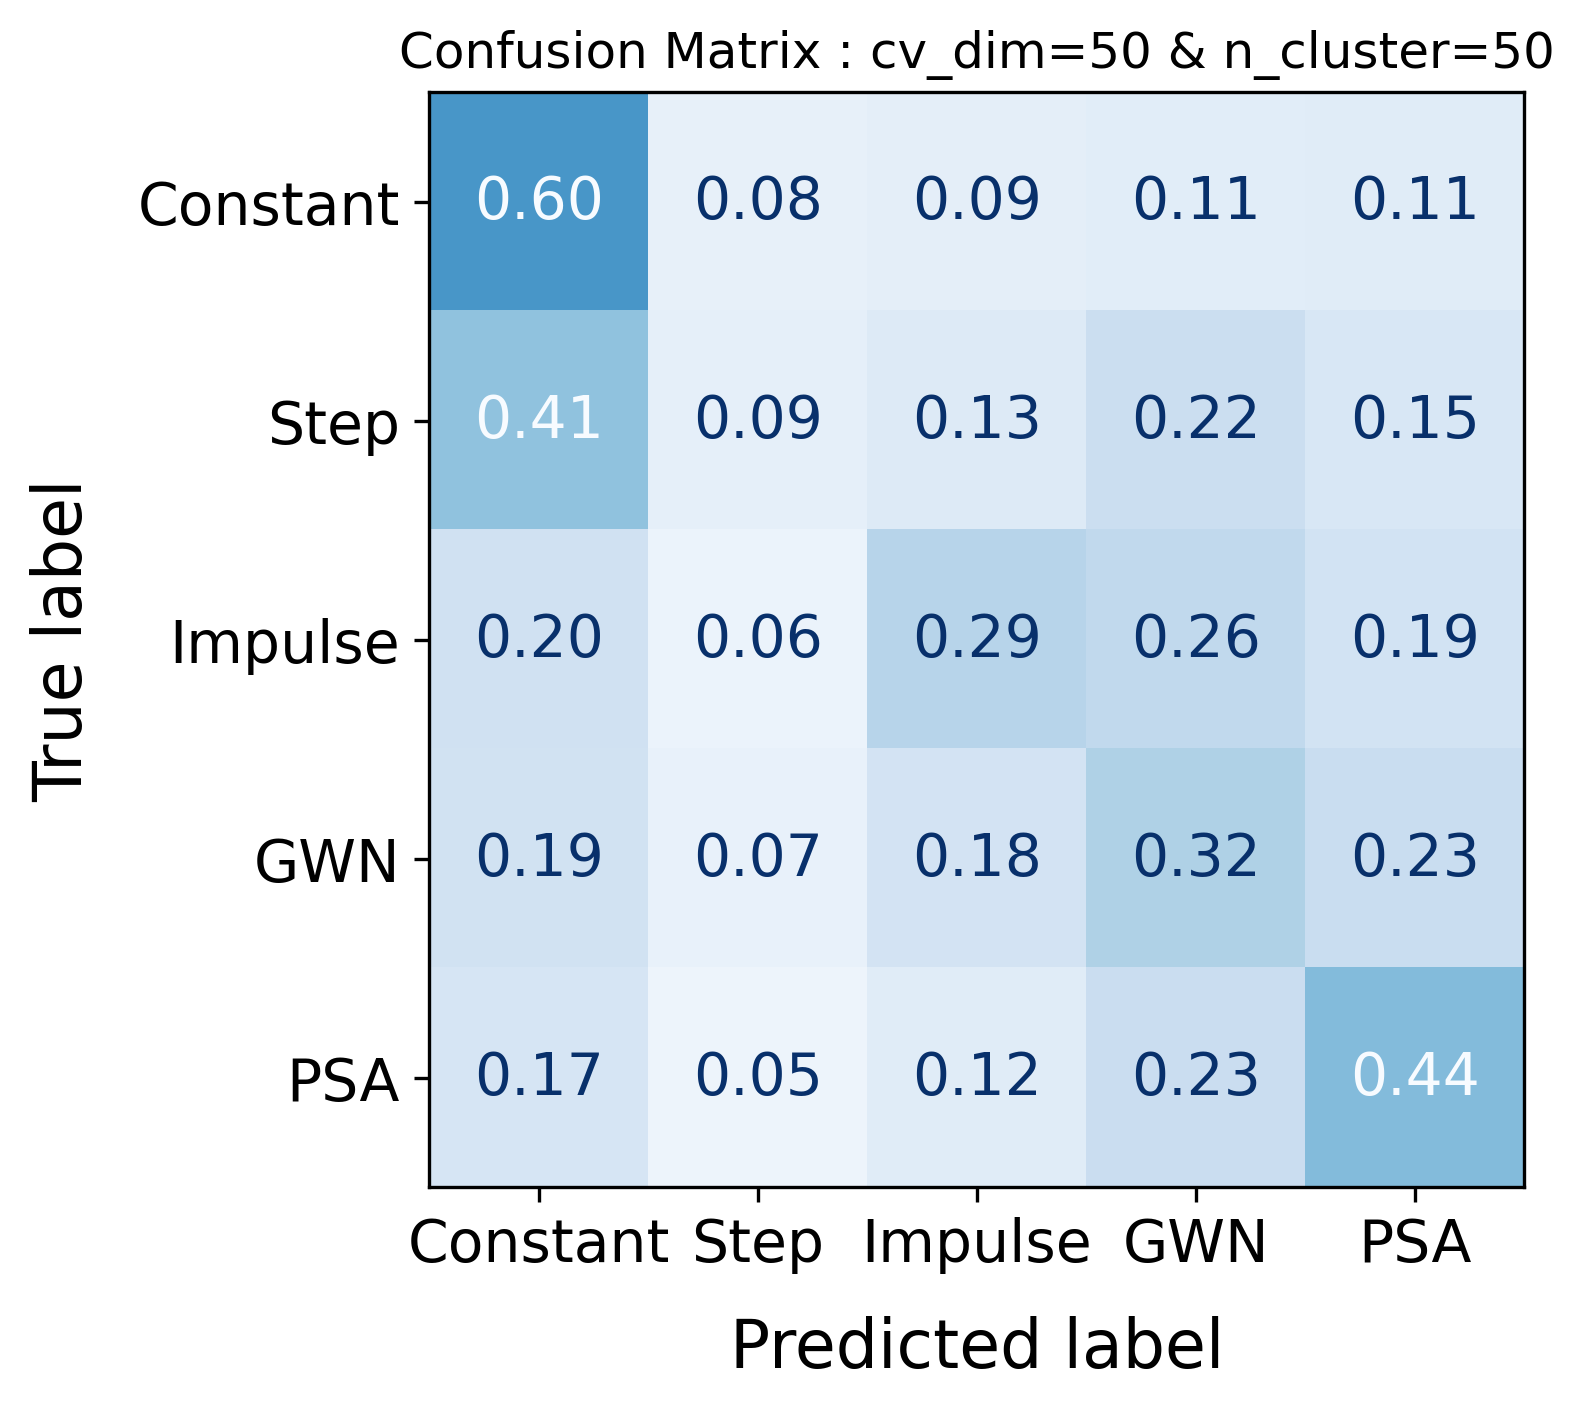 Confusion Matrix : cv_dim=50 & n_cluster=50
Constant 0.60 0.08 0.09 0.11 0.11
Step 0.41 0.09 0.13 0.22 0.15
Impulse 0.20 0.06 0.29 0.26 0.19
GWN 0.19 0.07 0.18 0.32 0.23
PSA 0.17 0.05 0.12 0.23 0.44
True label
Constant Step Impulse GWN PSA
Predicted label